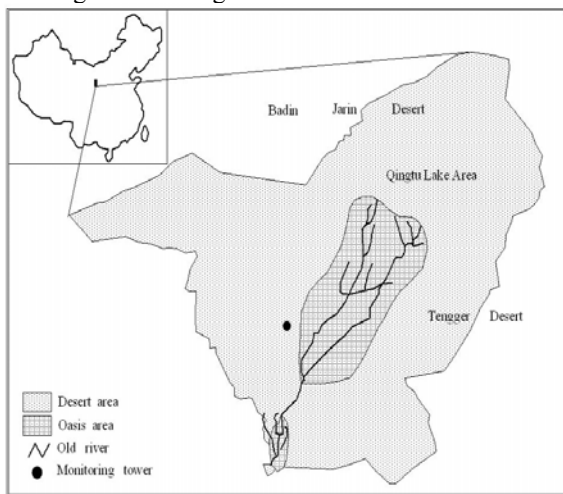 Badin Jarin Desert
Qingtu Lake Area
Tengger Desert
Desert area
Oasis area
Old river
Monitoring tower